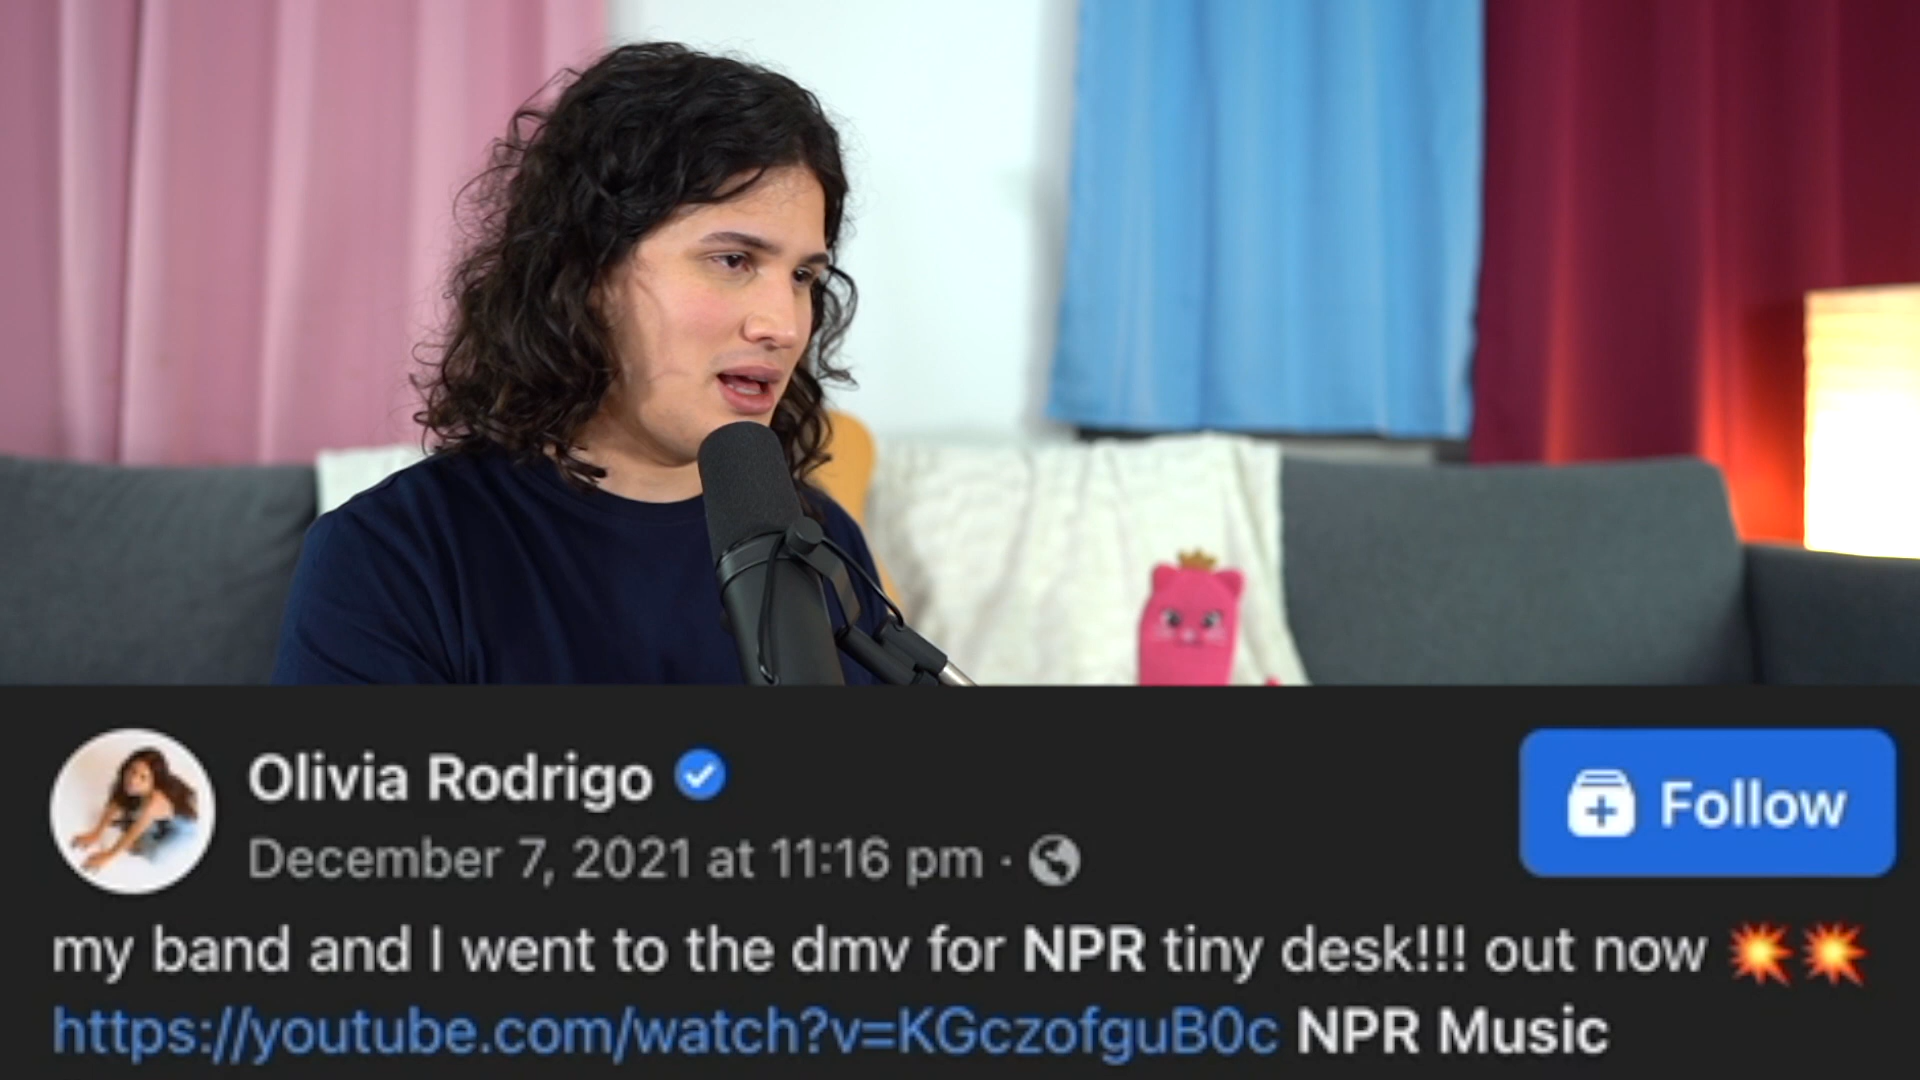 Olivia Rodrigo
December 7, 2021 at 11:16 pm ·
Follow
my band and I went to the dmv for NPR tiny desk!!! out now 💥💥
https://youtube.com/watch?v=KGczofguB0c NPR Music